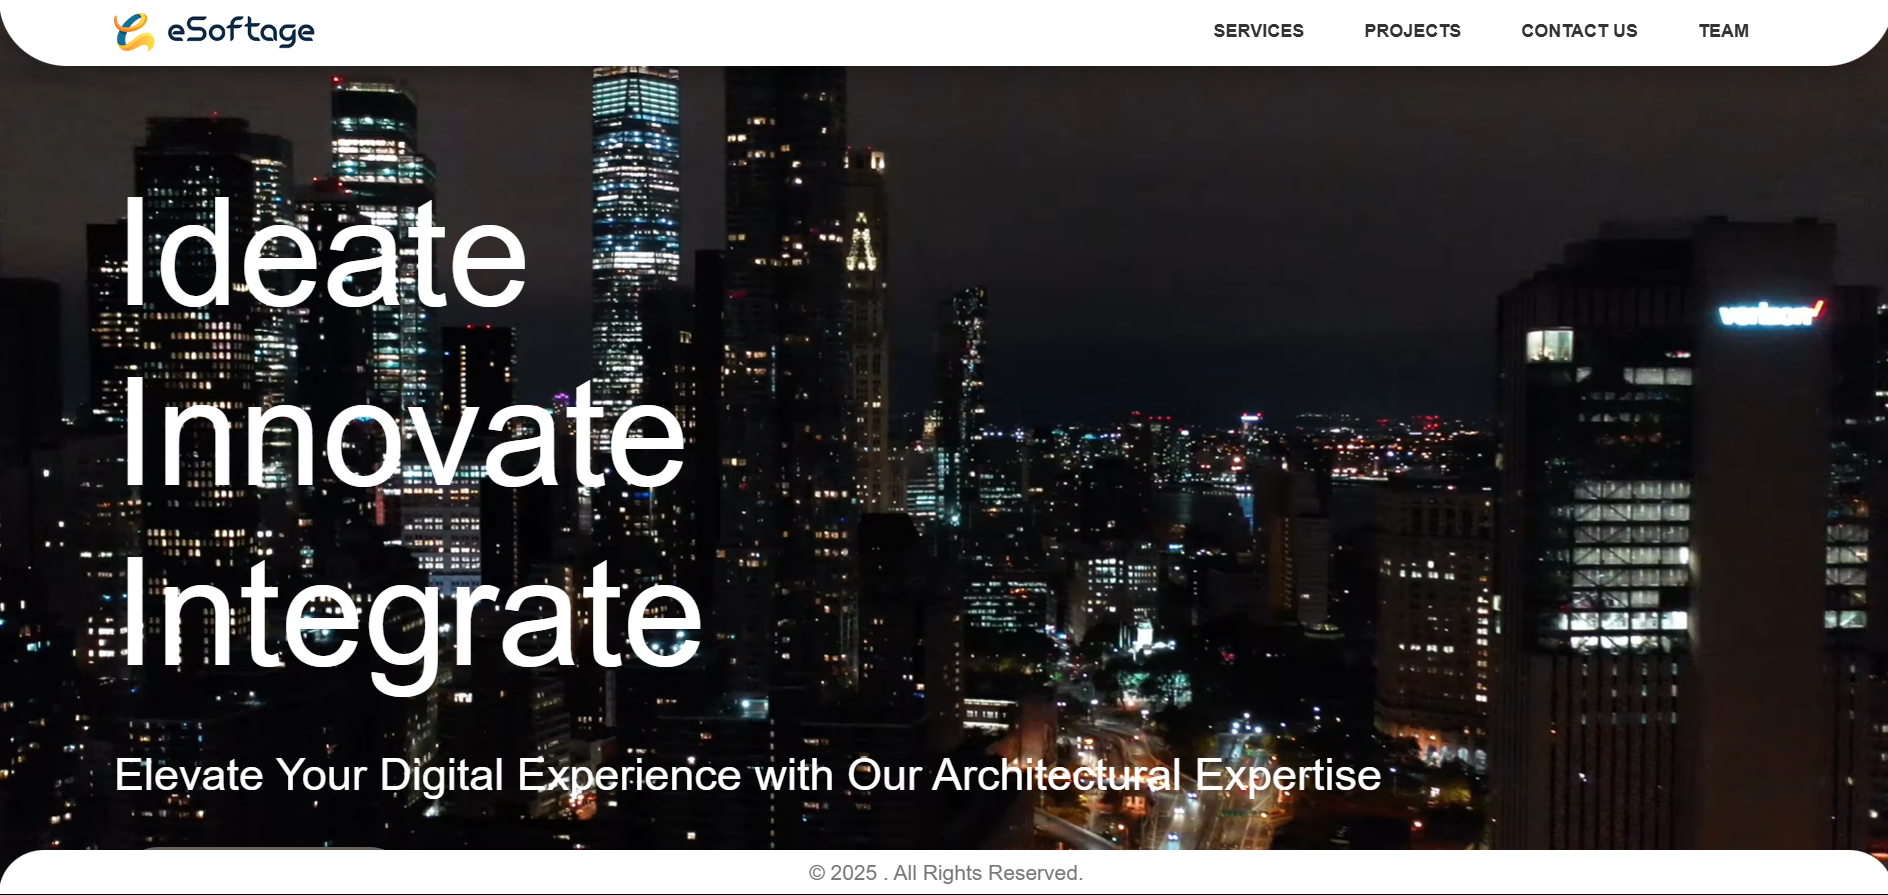 eSoftage
SERVICES PROJECTS CONTACT US TEAM
Ideate
verizon
Innovate
Integrate
Elevate Your Digital Experience with Our Architectural Expertise
© 2025 . All Rights Reserved.